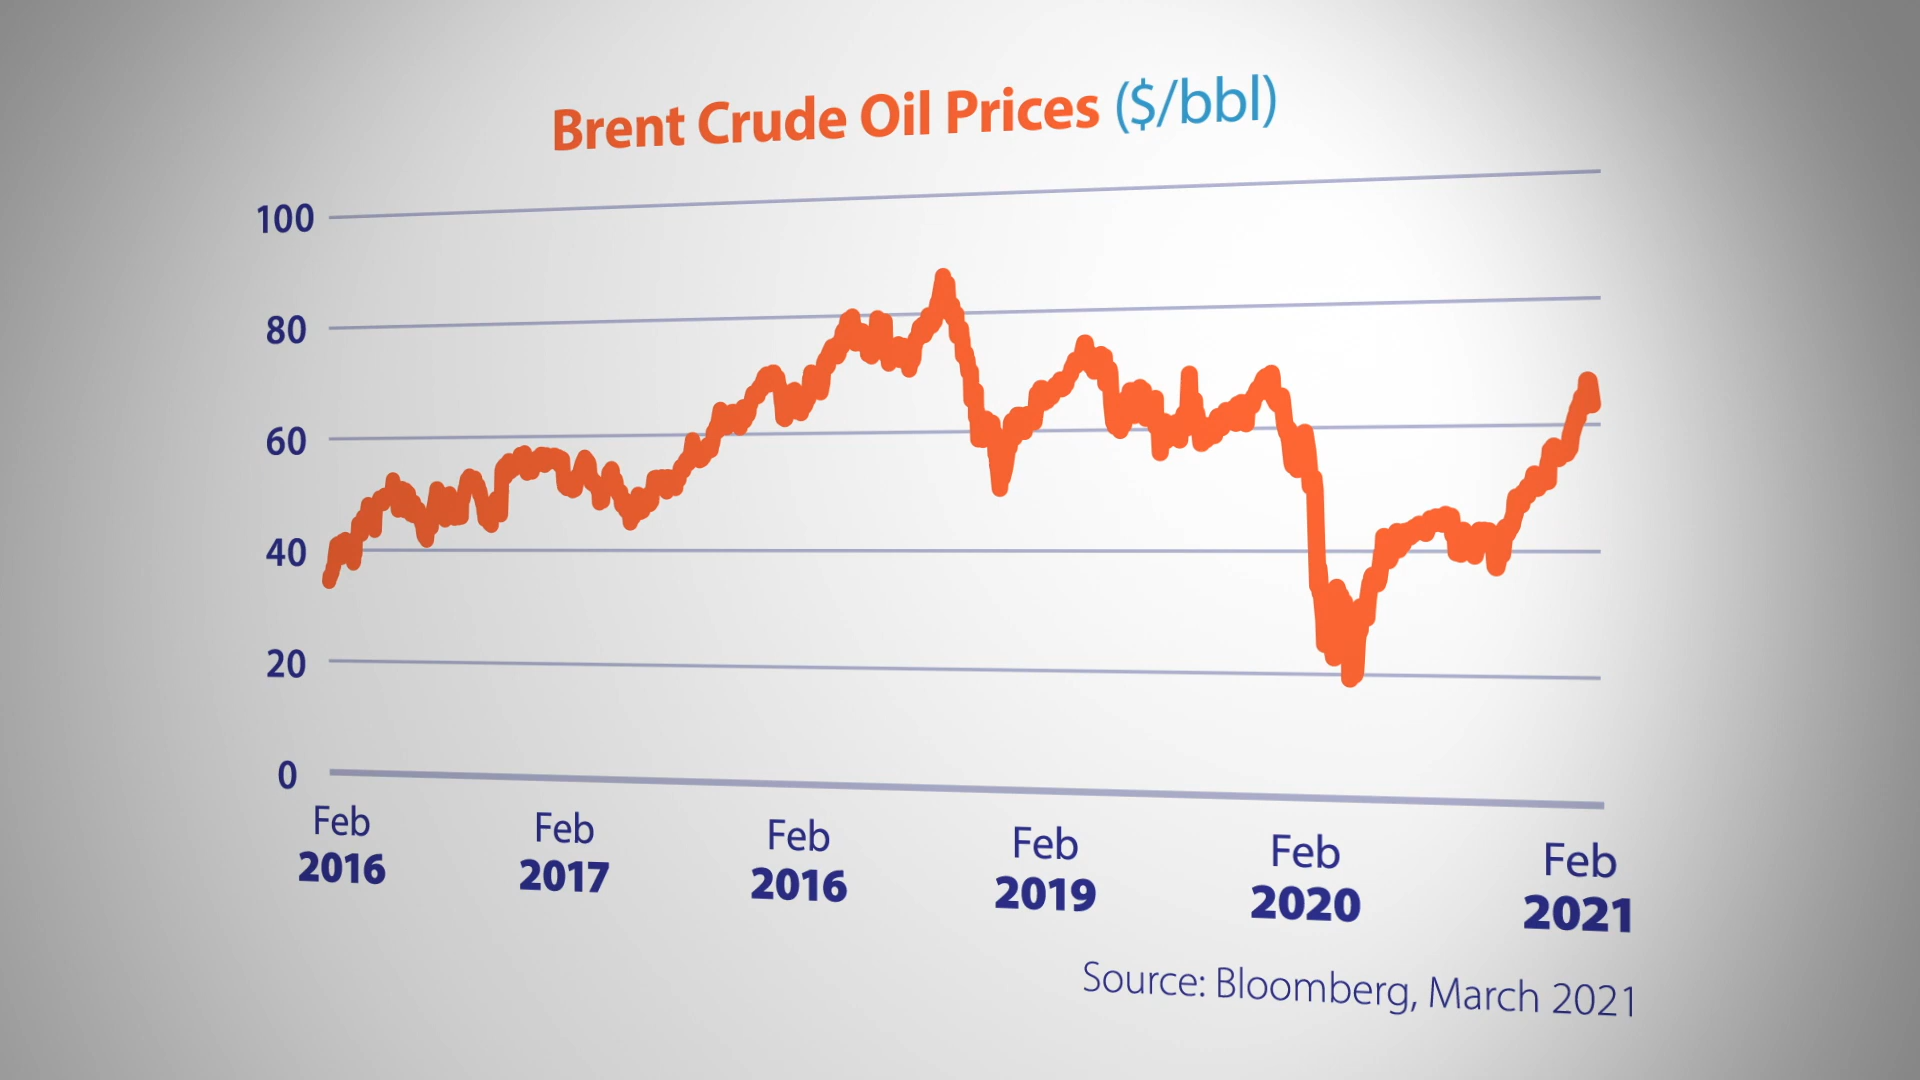 Brent Crude Oil Prices ($/bbl)
100
80
60
40
20
0
Feb
2016
Feb
2017
Feb
2016
Feb
2019
Feb
2020
Feb
2021
Source: Bloomberg, March 2021